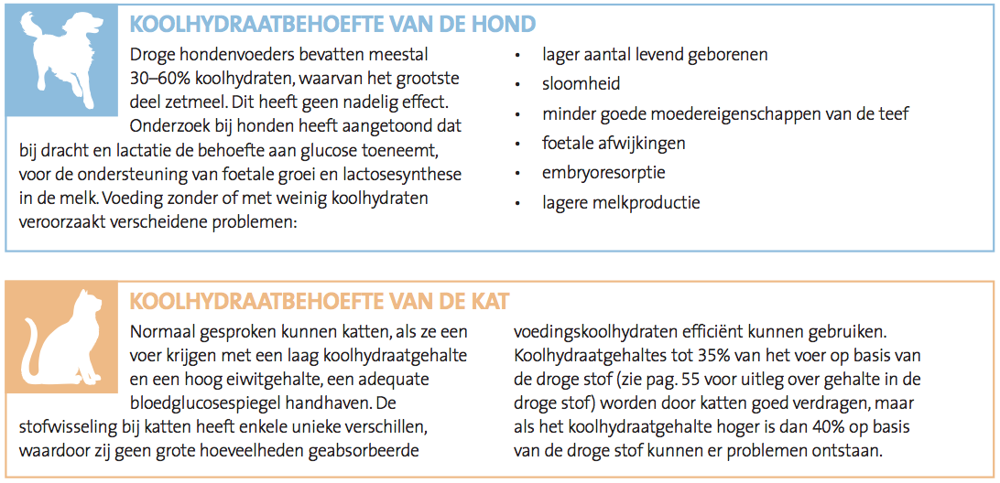 KOOLHYDRAATBEHOEFTE VAN DE HOND
Droge hondenvoeders bevatten meestal
30–60% koolhydraten, waarvan het grootste
deel zetmeel. Dit heeft geen nadelig effect.
Onderzoek bij honden heeft aangetoond dat
bij dracht en lactatie de behoefte aan glucose toeneemt,
voor de ondersteuning van foetale groei en lactosesynthese
in de melk. Voeding zonder of met weinig koolhydraten
veroorzaakt verscheidene problemen:
• lager aantal levend geborenen
• sloomheid
• minder goede moedereigenschappen van de teef
• foetale afwijkingen
• embryoresorptie
• lagere melkproductie
KOOLHYDRAATBEHOEFTE VAN DE KAT
Normaal gesproken kunnen katten, als ze een
voer krijgen met een laag koolhydraatgehalte
en een hoog eiwitgehalte, een adequate
bloedglucosespiegel handhaven. De
stofwisseling bij katten heeft enkele unieke verschillen,
waardoor zij geen grote hoeveelheden geabsorbeerde
voedingskoolhydraten efficiënt kunnen gebruiken.
Koolhydraatgehaltes tot 35% van het voer op basis van
de droge stof (zie pag. 55 voor uitleg over gehalte in de
droge stof) worden door katten goed verdragen, maar
als het koolhydraatgehalte hoger is dan 40% op basis
van de droge stof kunnen er problemen ontstaan.